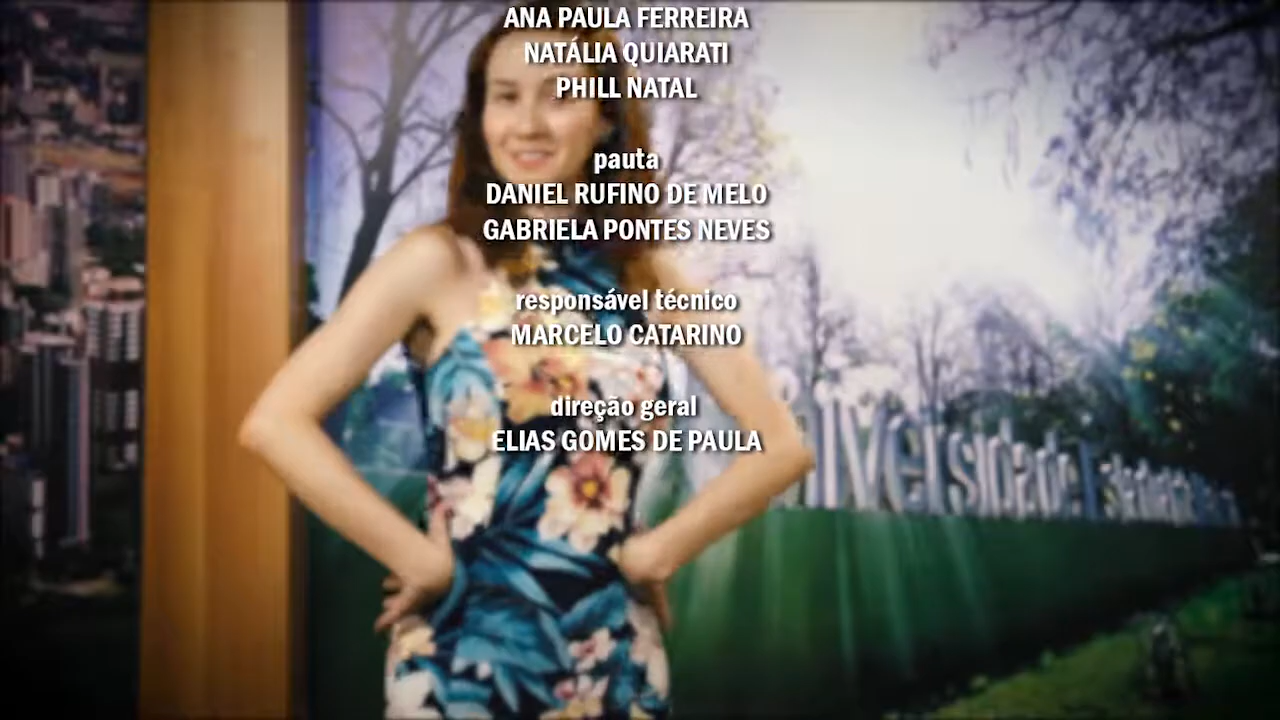 ANA PAULA FERREIRA
NATÁLIA QUIARATI
PHILL NATAL
pauta
DANIEL RUFINO DE MELO
GABRIELA PONTES NEVES
responsável técnico
MARCELO CATARINO
direção geral
ELIAS GOMES DE PAULA